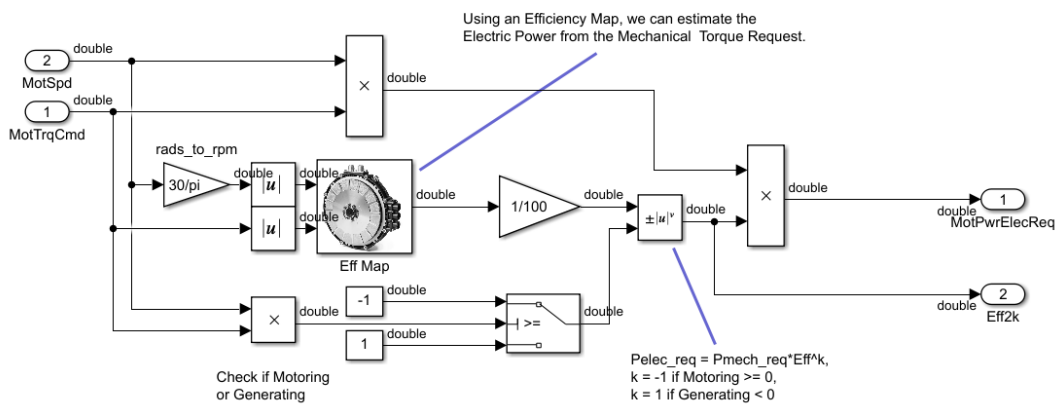 Using an Efficiency Map, we can estimate the
Electric Power from the Mechanical Torque Request.
double
2
MotSpd
double
1
MotTrqCmd
×
double
rads_to_rpm
30/pi
double
|u|
double
|u|
double
Eff Map
double
1/100
double
±|u|ᵛ
double
×
double
double
1
MotPwrElecReq
double
2
Eff2k
×
double
-1
double
1
double
>=
double
Check if Motoring
or Generating
Pelec_req = Pmech_req*Eff^k,
k = -1 if Motoring >= 0,
k = 1 if Generating < 0